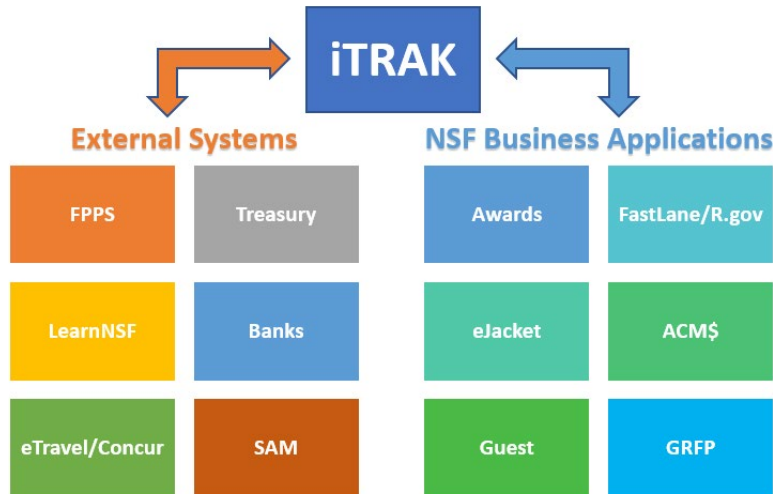 iTRAK
External Systems
NSF Business Applications
FPPS
Treasury
Awards
FastLane/R.gov
LearnNSF
Banks
eJacket
ACM$
eTravel/Concur
SAM
Guest
GRFP